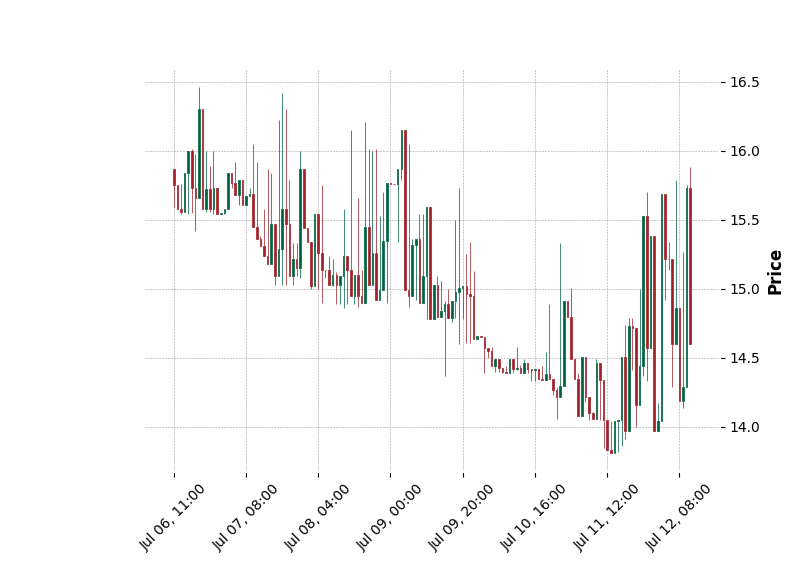 16.5
16.0
15.5
15.0
14.5
14.0
Price
Jul 06, 11:00
Jul 07, 08:00
Jul 08, 04:00
Jul 09, 00:00
Jul 09, 20:00
Jul 10, 16:00
Jul 11, 12:00
Jul 12, 08:00